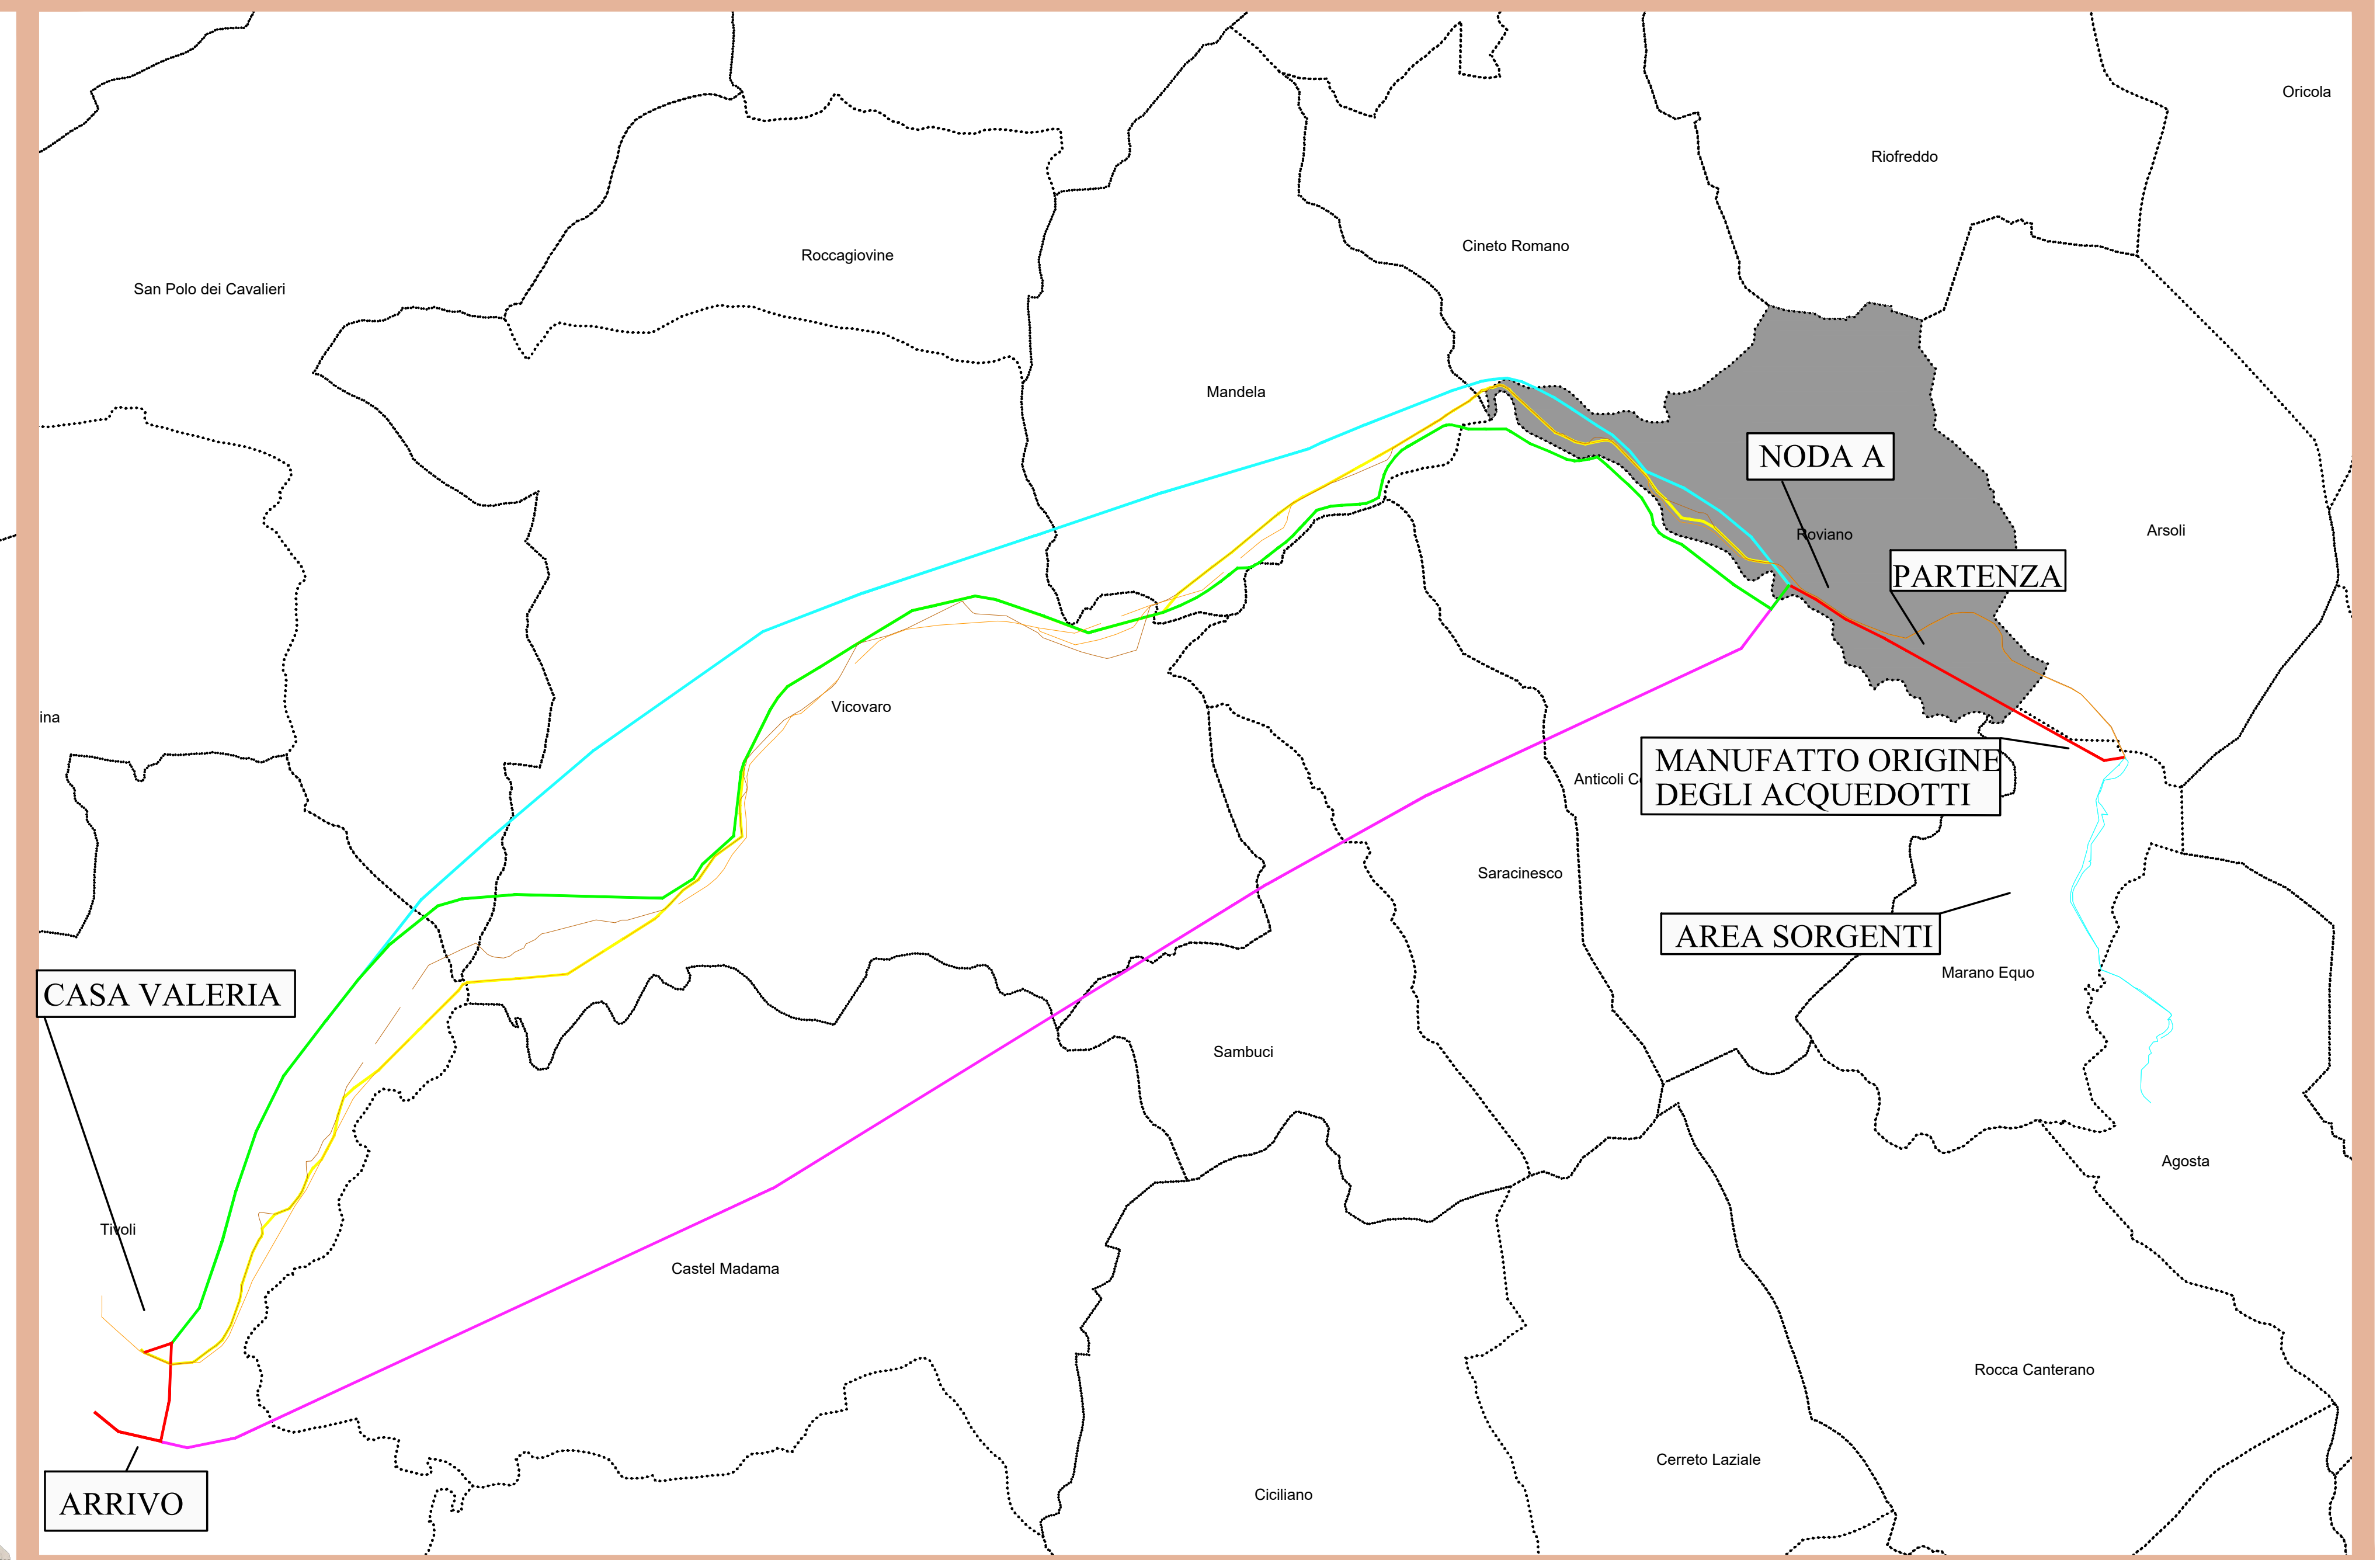 Oricola
Riofreddo
Cineto Romano
Roccagiovine
San Polo dei Cavalieri
Mandela
NODA A
Roviano
Arsoli
PARTENZA
ina
Vicovaro
MANUFATTO ORIGINE
DEGLI ACQUEDOTTI
Anticoli C
Saracinesco
AREA SORGENTI
Marano Equo
CASA VALERIA
Sambuci
Agosta
Tivoli
Castel Madama
Rocca Canterano
Cerreto Laziale
Ciciliano
ARRIVO